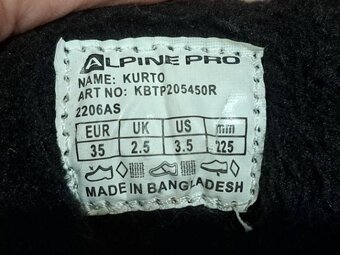 ALPINE PRO
NAME: KURTO
ART NO: KBTP205450R
2206AS
EUR UK US mm
35 2.5 3.5 225
MADE IN BANGLADESH